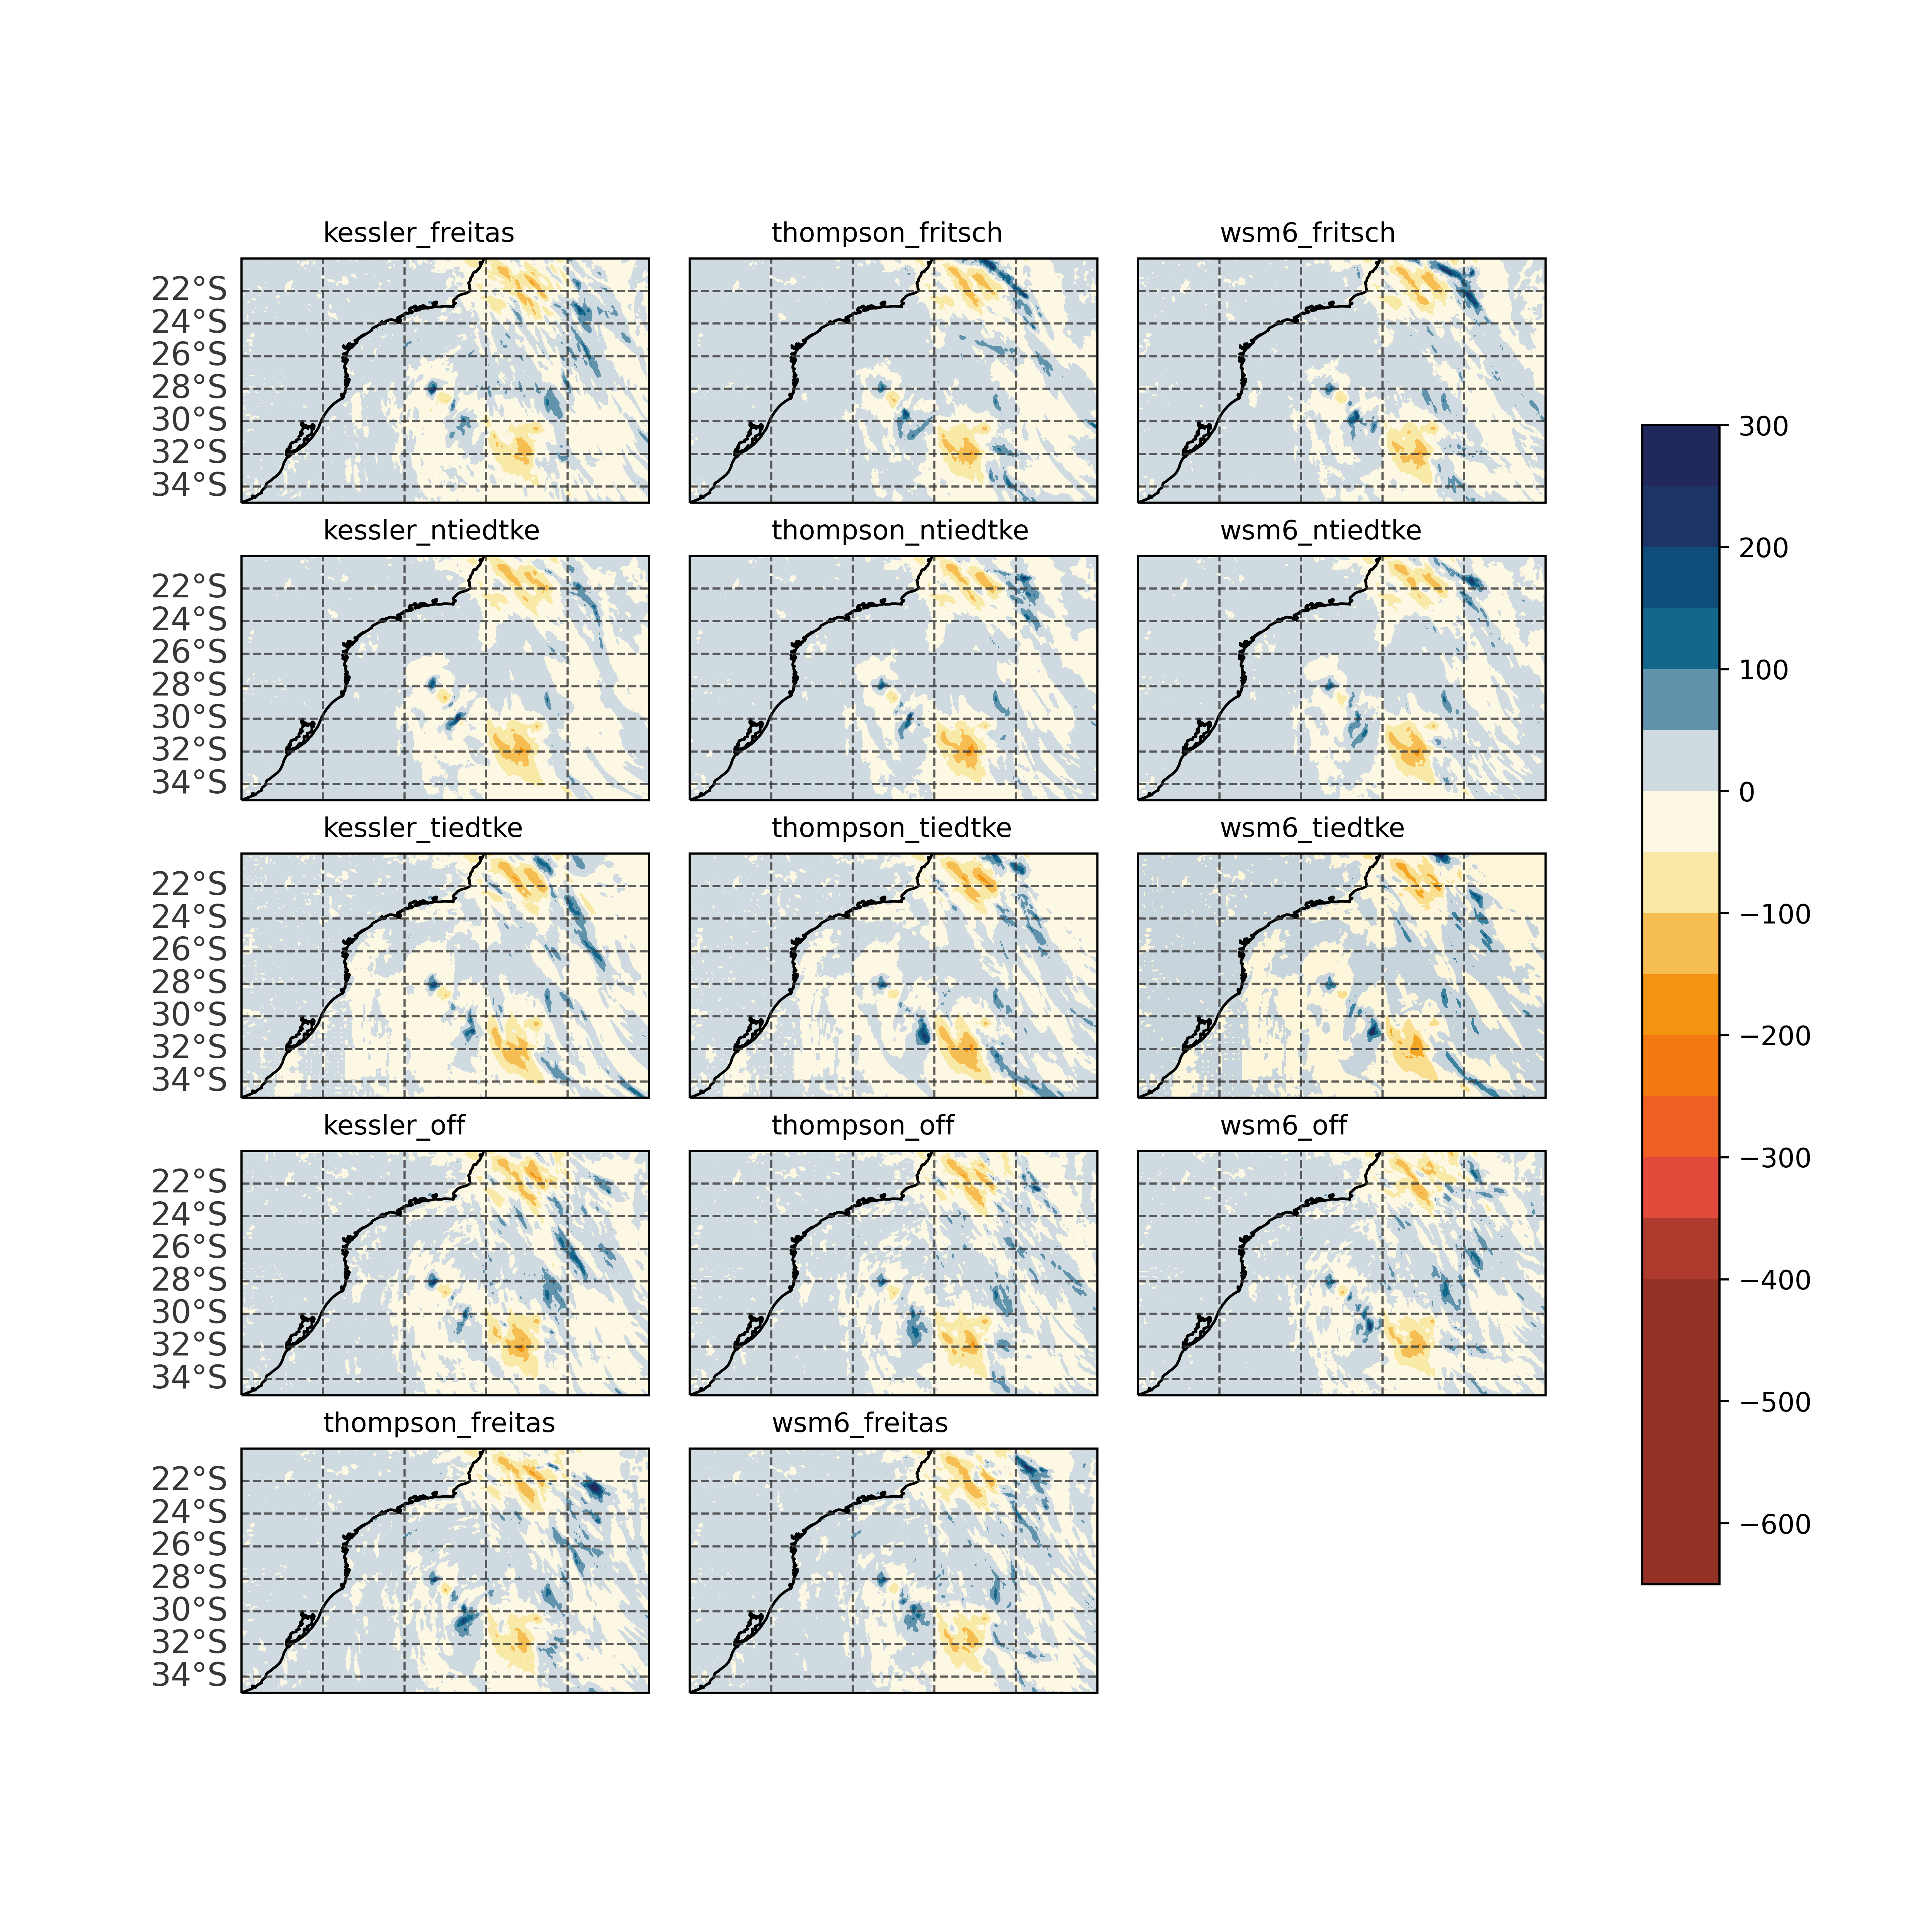 kessler_freitas
thompson_fritsch
wsm6_fritsch
22°S
24°S
26°S
28°S
30°S
32°S
34°S
kessler_ntiedtke
thompson_ntiedtke
wsm6_ntiedtke
22°S
24°S
26°S
28°S
30°S
32°S
34°S
kessler_tiedtke
thompson_tiedtke
wsm6_tiedtke
22°S
24°S
26°S
28°S
30°S
32°S
34°S
kessler_off
thompson_off
wsm6_off
22°S
24°S
26°S
28°S
30°S
32°S
34°S
thompson_freitas
wsm6_freitas
22°S
24°S
26°S
28°S
30°S
32°S
34°S
300
200
100
0
−100
−200
−300
−400
−500
−600